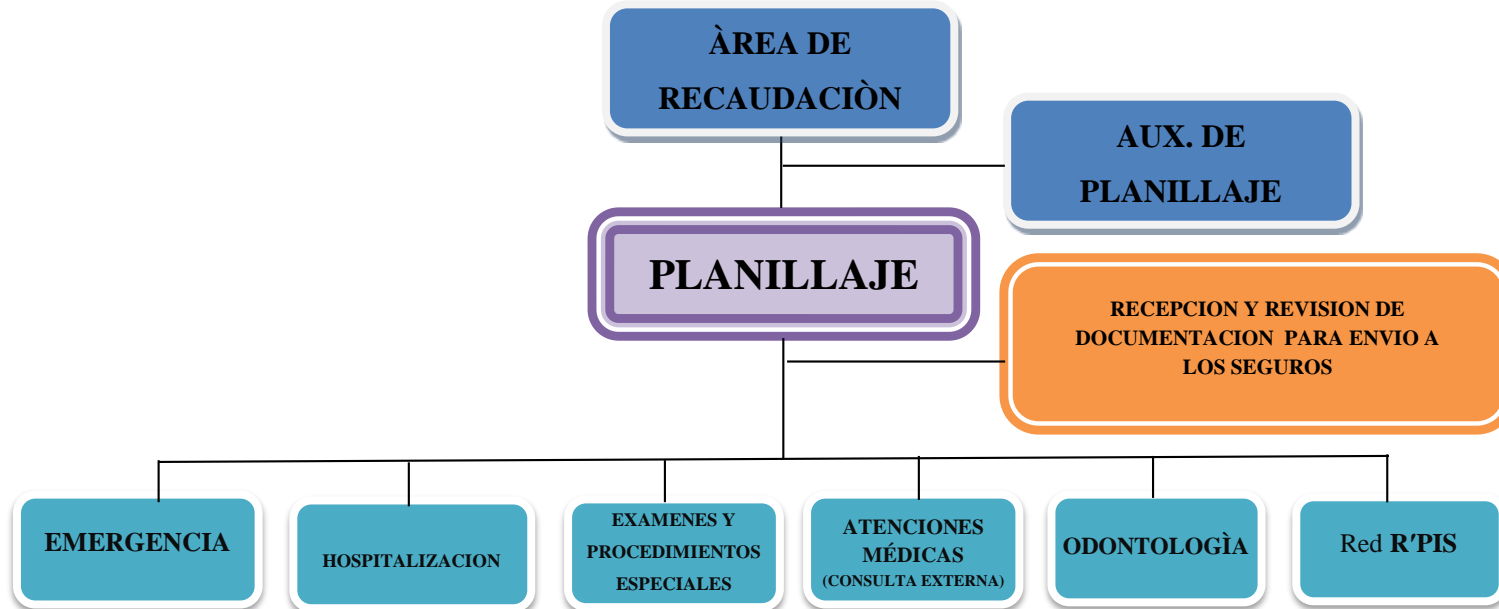 ÀREA DE
RECAUDACIÒN
AUX. DE
PLANILLAJE
PLANILLAJE
RECEPCION Y REVISION DE
DOCUMENTACION PARA ENVIO A
LOS SEGUROS
EMERGENCIA
HOSPITALIZACION
EXAMENES Y
PROCEDIMIENTOS
ESPECIALES
ATENCIONES
MÉDICAS
(CONSULTA EXTERNA)
ODONTOLOGÌA
Red R'PIS